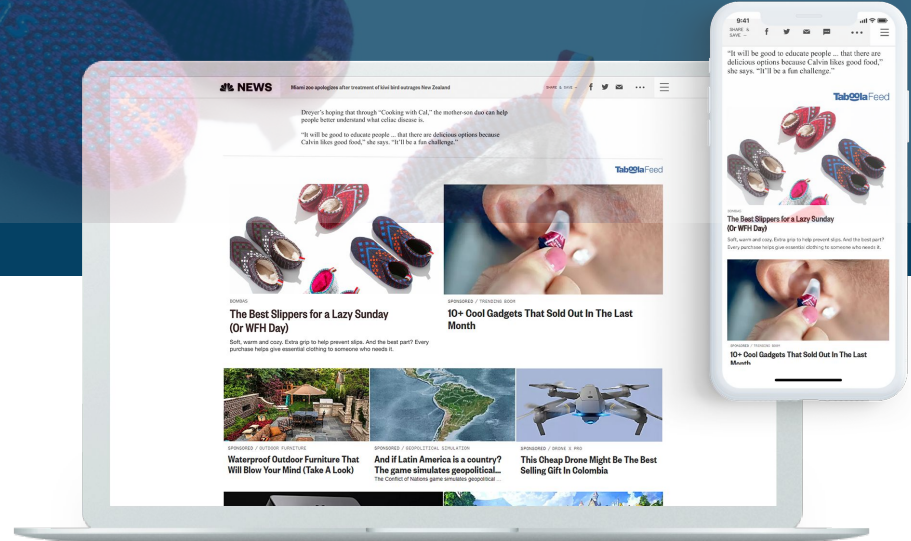 NEWS
Miami zoo apologizes after treatment of kiwi bird outrages New Zealand
SHARE & SAVE —
Dreyer's hoping that through "Cooking with Cal," the mother-son duo can help
people better understand what celiac disease is.
"It will be good to educate people ... that there are delicious options because
Calvin likes good food," she says. "It'll be a fun challenge."
Taboola Feed
BOMBAS
The Best Slippers for a Lazy Sunday
(Or WFH Day)
Soft, warm and cozy. Extra grip to help prevent slips. And the best part? Every
purchase helps give essential clothing to someone who needs it.
SPONSORED / TRENDING BOOM
10+ Cool Gadgets That Sold Out In The Last
Month
SPONSORED / OUTDOOR FURNITURE
Waterproof Outdoor Furniture That
Will Blow Your Mind (Take A Look)
SPONSORED / GEOPOLITICAL SIMULATION
And if Latin America is a country?
The game simulates geopolitical...
The Conflict of Nations game simulates geopolitical ...
SPONSORED / DRONE X PRO
This Cheap Drone Might Be The Best
Selling Gift In Colombia
9:41
SHARE &
SAVE —
"It will be good to educate people ... that there are
delicious options because Calvin likes good food,"
she says. "It'll be a fun challenge."
Taboola Feed
BOMBAS
The Best Slippers for a Lazy Sunday
(Or WFH Day)
Soft, warm and cozy. Extra grip to help prevent slips. And the best part?
Every purchase helps give essential clothing to someone who needs it.
SPONSORED / TRENDING BOOM
10+ Cool Gadgets That Sold Out In The Last
Month